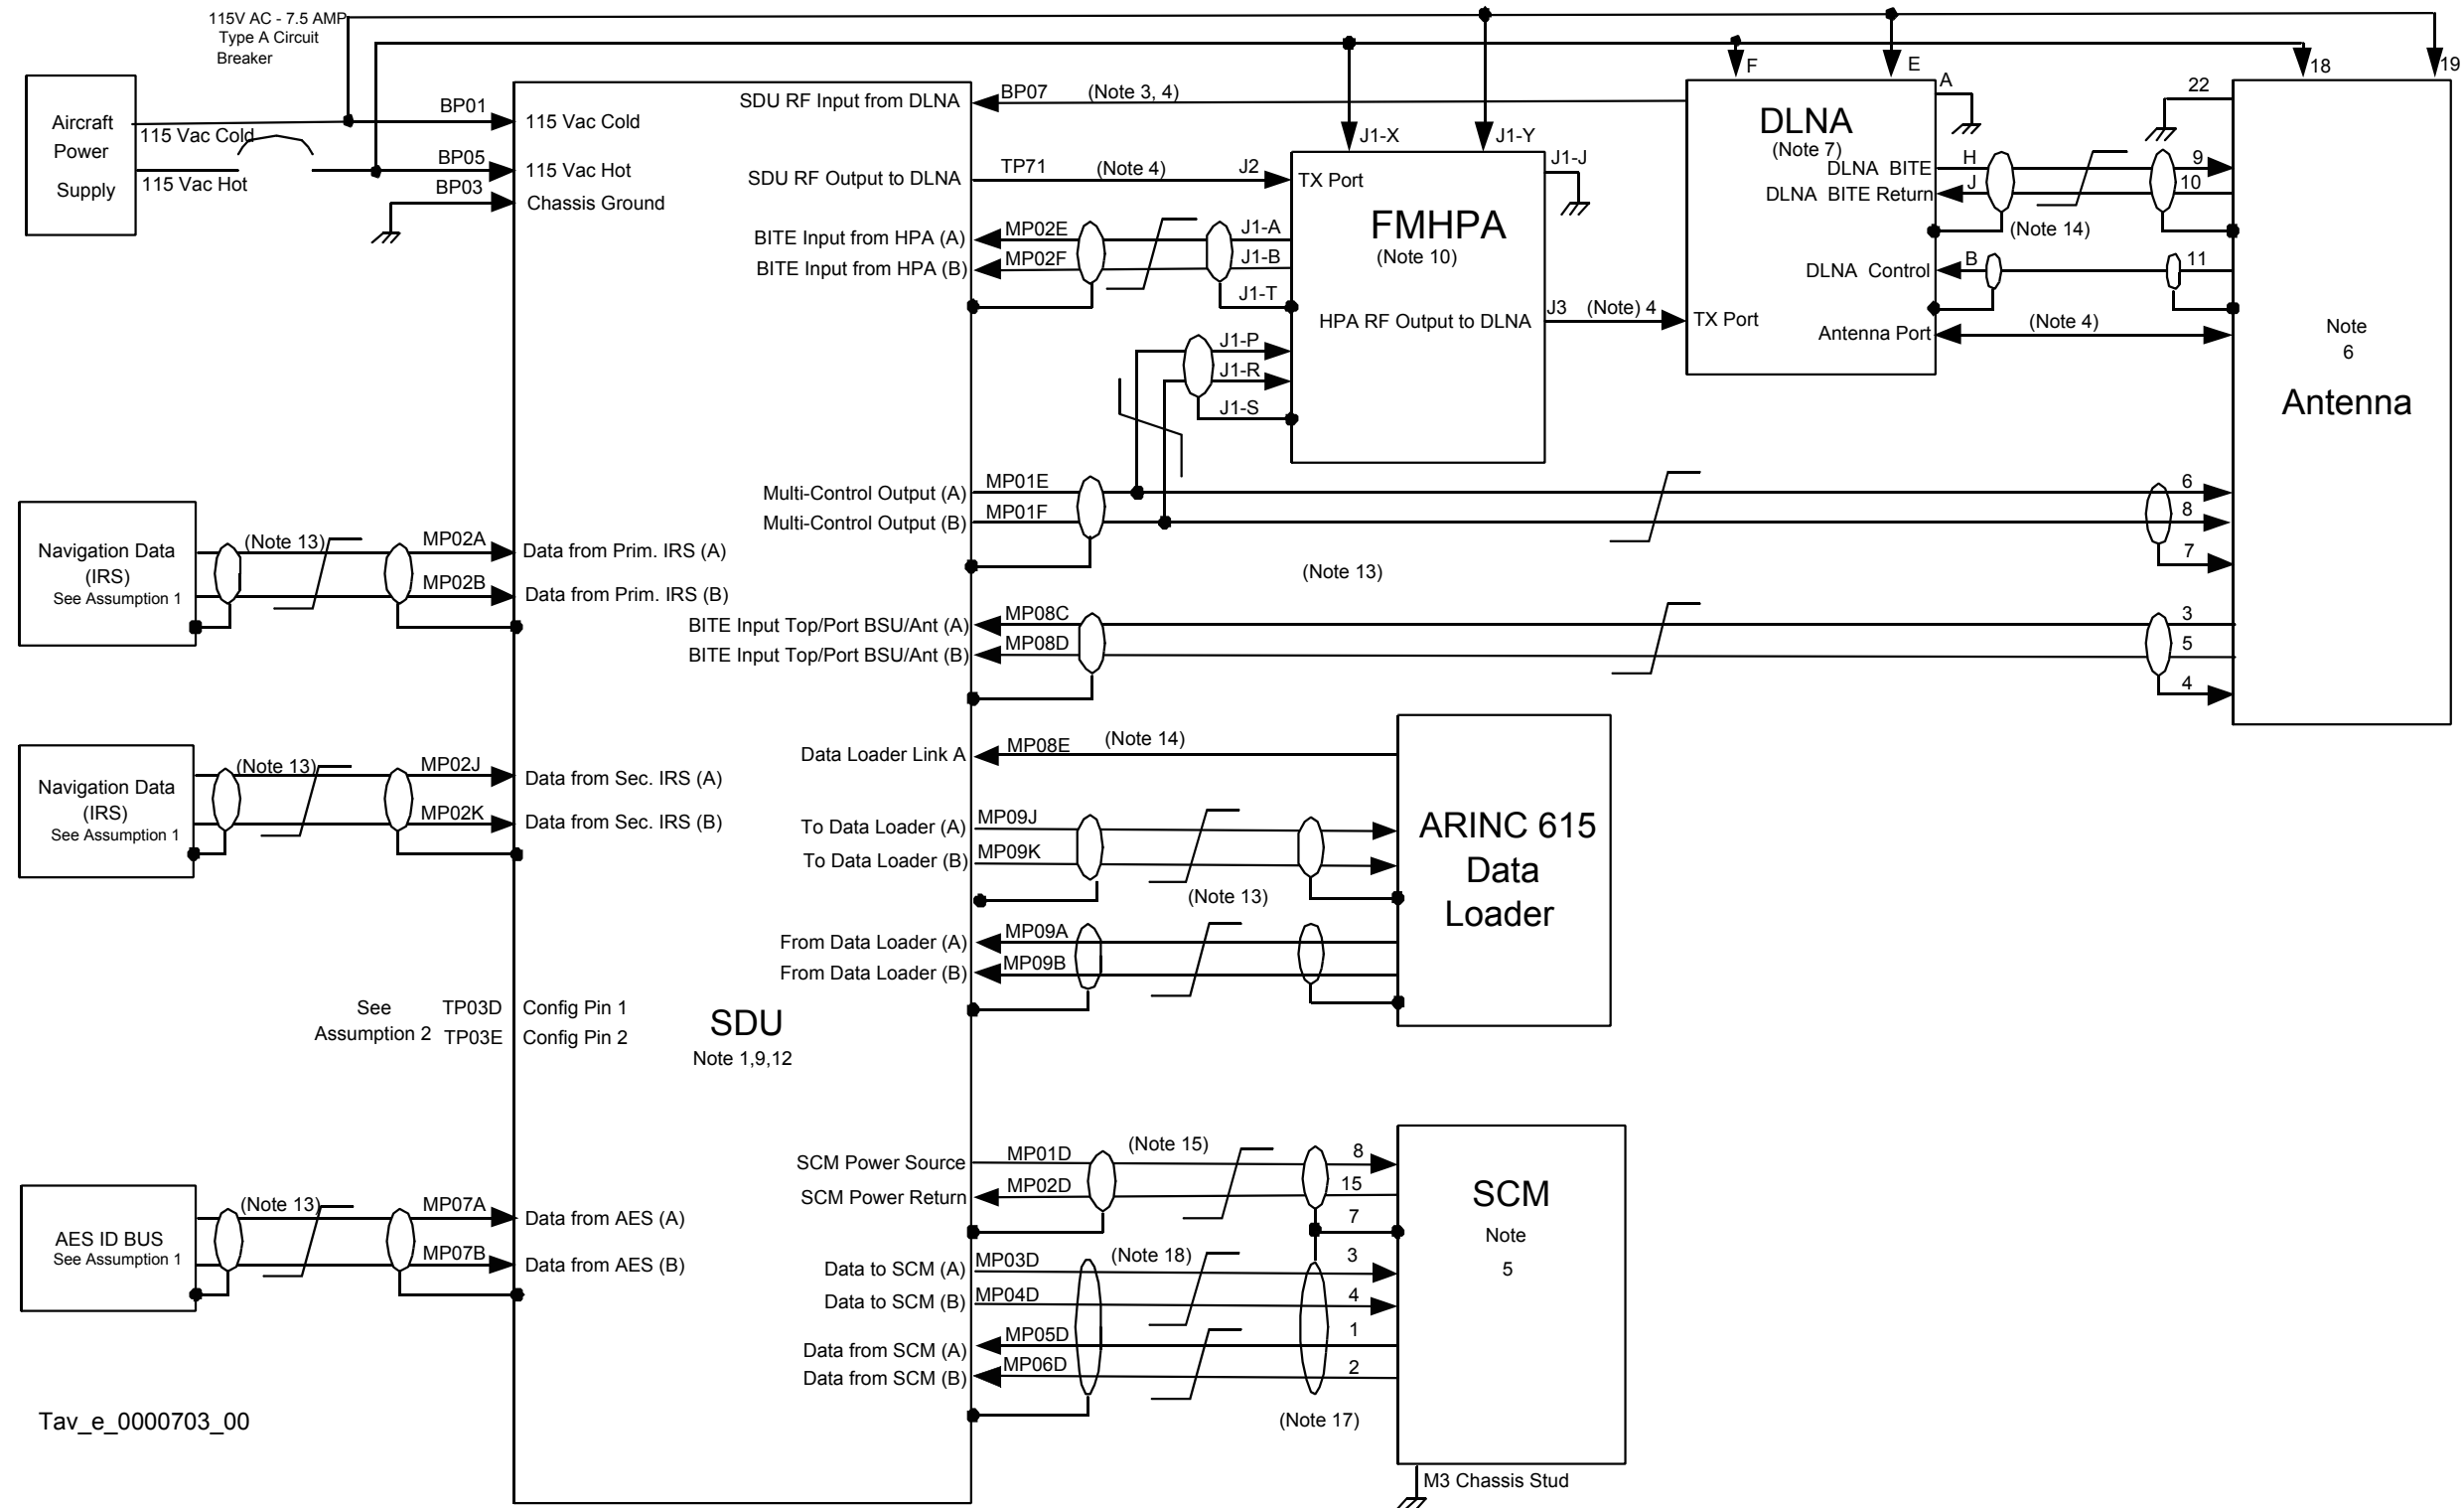 115V AC - 7.5 AMP
Type A Circuit
Breaker
Aircraft
Power
Supply
115 Vac Cold
115 Vac Hot
BP01
BP05
BP03
115 Vac Cold
115 Vac Hot
Chassis Ground
SDU RF Input from DLNA
BP07
(Note 3, 4)
SDU RF Output to DLNA
TP71
(Note 4)
J2
BITE Input from HPA (A)
MP02E
J1-A
BITE Input from HPA (B)
MP02F
J1-B
J1-T
J1-P
J1-R
J1-S
J1-X
J1-Y
J1-J
TX Port
FMHPA
(Note 10)
HPA RF Output to DLNA
J3
(Note) 4
F
E
A
DLNA
(Note 7)
DLNA BITE
DLNA BITE Return
DLNA Control
Antenna Port
TX Port
H
J
B
(Note 14)
(Note 4)
18
19
22
9
10
11
Note
6
Antenna
Multi-Control Output (A)
MP01E
6
Multi-Control Output (B)
MP01F
8
7
(Note 13)
BITE Input Top/Port BSU/Ant (A)
MP08C
3
BITE Input Top/Port BSU/Ant (B)
MP08D
5
4
Navigation Data
(IRS)
See Assumption 1
(Note 13)
MP02A
Data from Prim. IRS (A)
MP02B
Data from Prim. IRS (B)
Navigation Data
(IRS)
See Assumption 1
(Note 13)
MP02J
Data from Sec. IRS (A)
MP02K
Data from Sec. IRS (B)
Data Loader Link A
MP08E
(Note 14)
To Data Loader (A)
MP09J
To Data Loader (B)
MP09K
(Note 13)
From Data Loader (A)
MP09A
From Data Loader (B)
MP09B
ARINC 615
Data
Loader
See
Assumption 2
TP03D
Config Pin 1
TP03E
Config Pin 2
SDU
Note 1,9,12
AES ID BUS
See Assumption 1
(Note 13)
MP07A
Data from AES (A)
MP07B
Data from AES (B)
SCM Power Source
MP01D
(Note 15)
8
SCM Power Return
MP02D
15
7
Data to SCM (A)
MP03D
(Note 18)
3
Data to SCM (B)
MP04D
4
Data from SCM (A)
MP05D
1
Data from SCM (B)
MP06D
2
(Note 17)
SCM
Note
5
M3 Chassis Stud
Tav_e_0000703_00